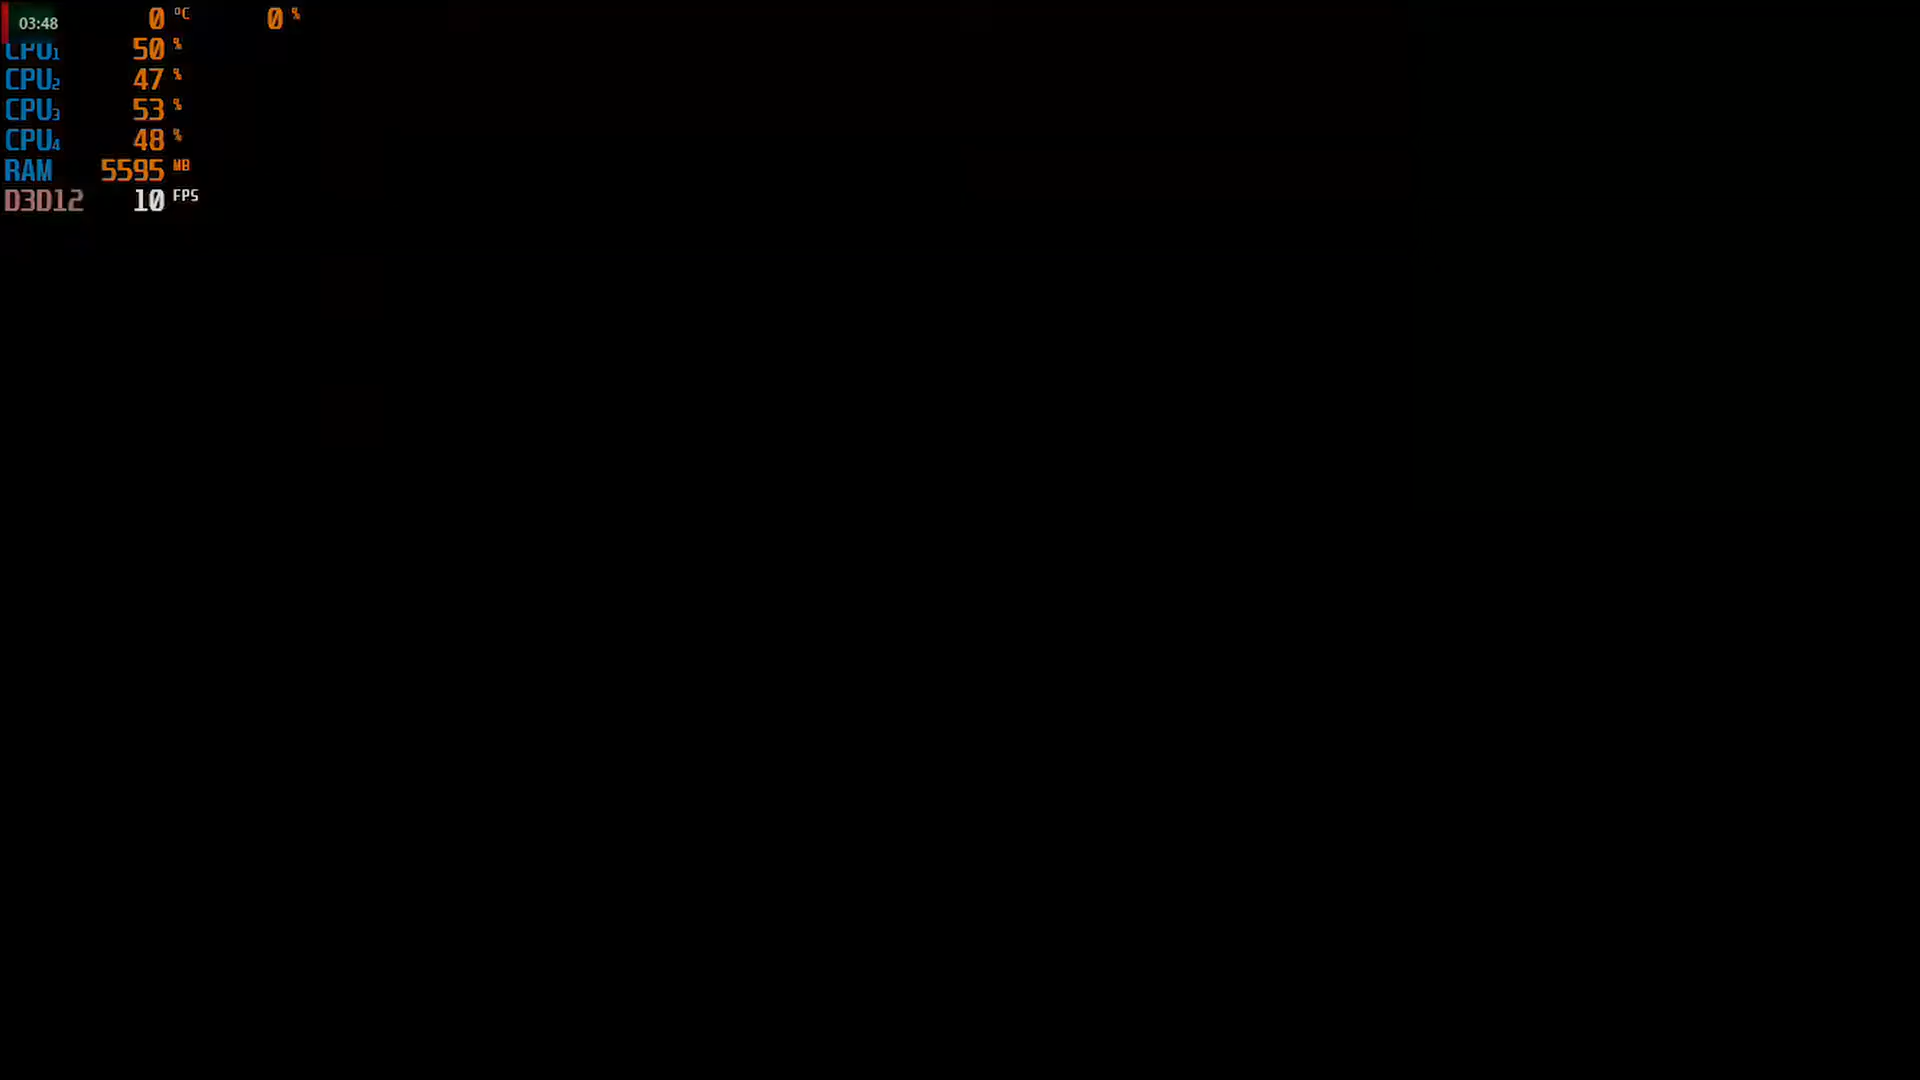 03:48 0 °C 0 %
CPU1 50 %
CPU2 47 %
CPU3 53 %
CPU4 48 %
RAM 5595 MB
D3D12 10 FPS